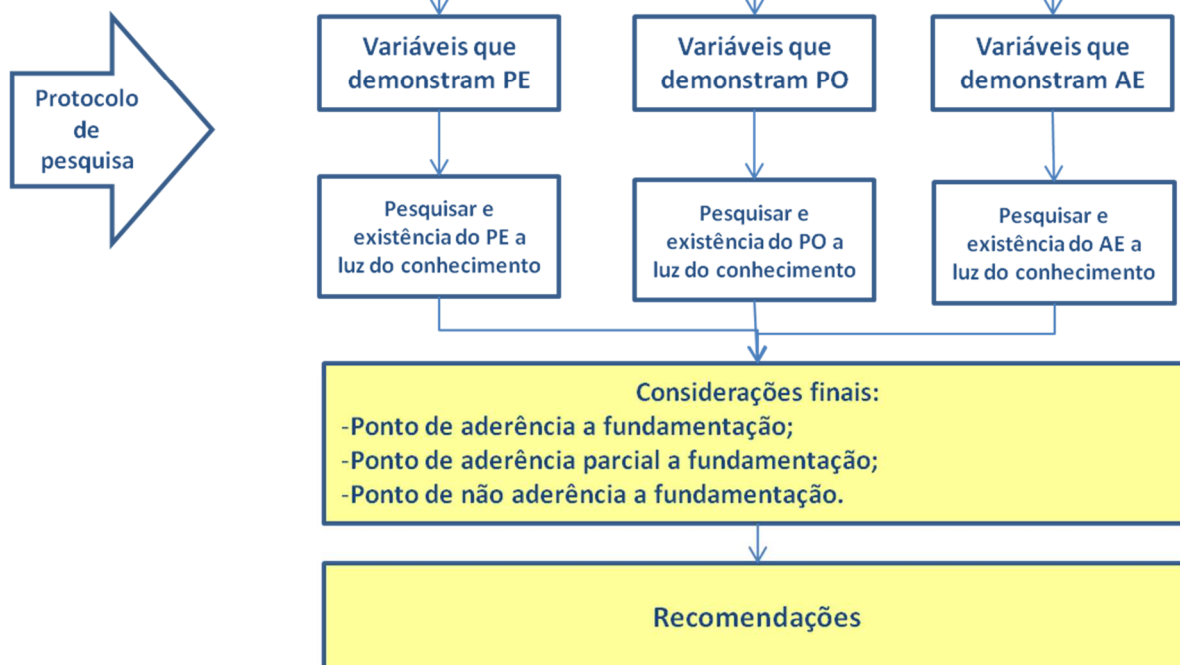 Protocolo
de
pesquisa
Variáveis que
demonstram PE
Variáveis que
demonstram PO
Variáveis que
demonstram AE
Pesquisar e
existência do PE a
luz do conhecimento
Pesquisar e
existência do PO a
luz do conhecimento
Pesquisar e
existência do AE a
luz do conhecimento
Considerações finais:
-Ponto de aderência a fundamentação;
-Ponto de aderência parcial a fundamentação;
-Ponto de não aderência a fundamentação.
Recomendações